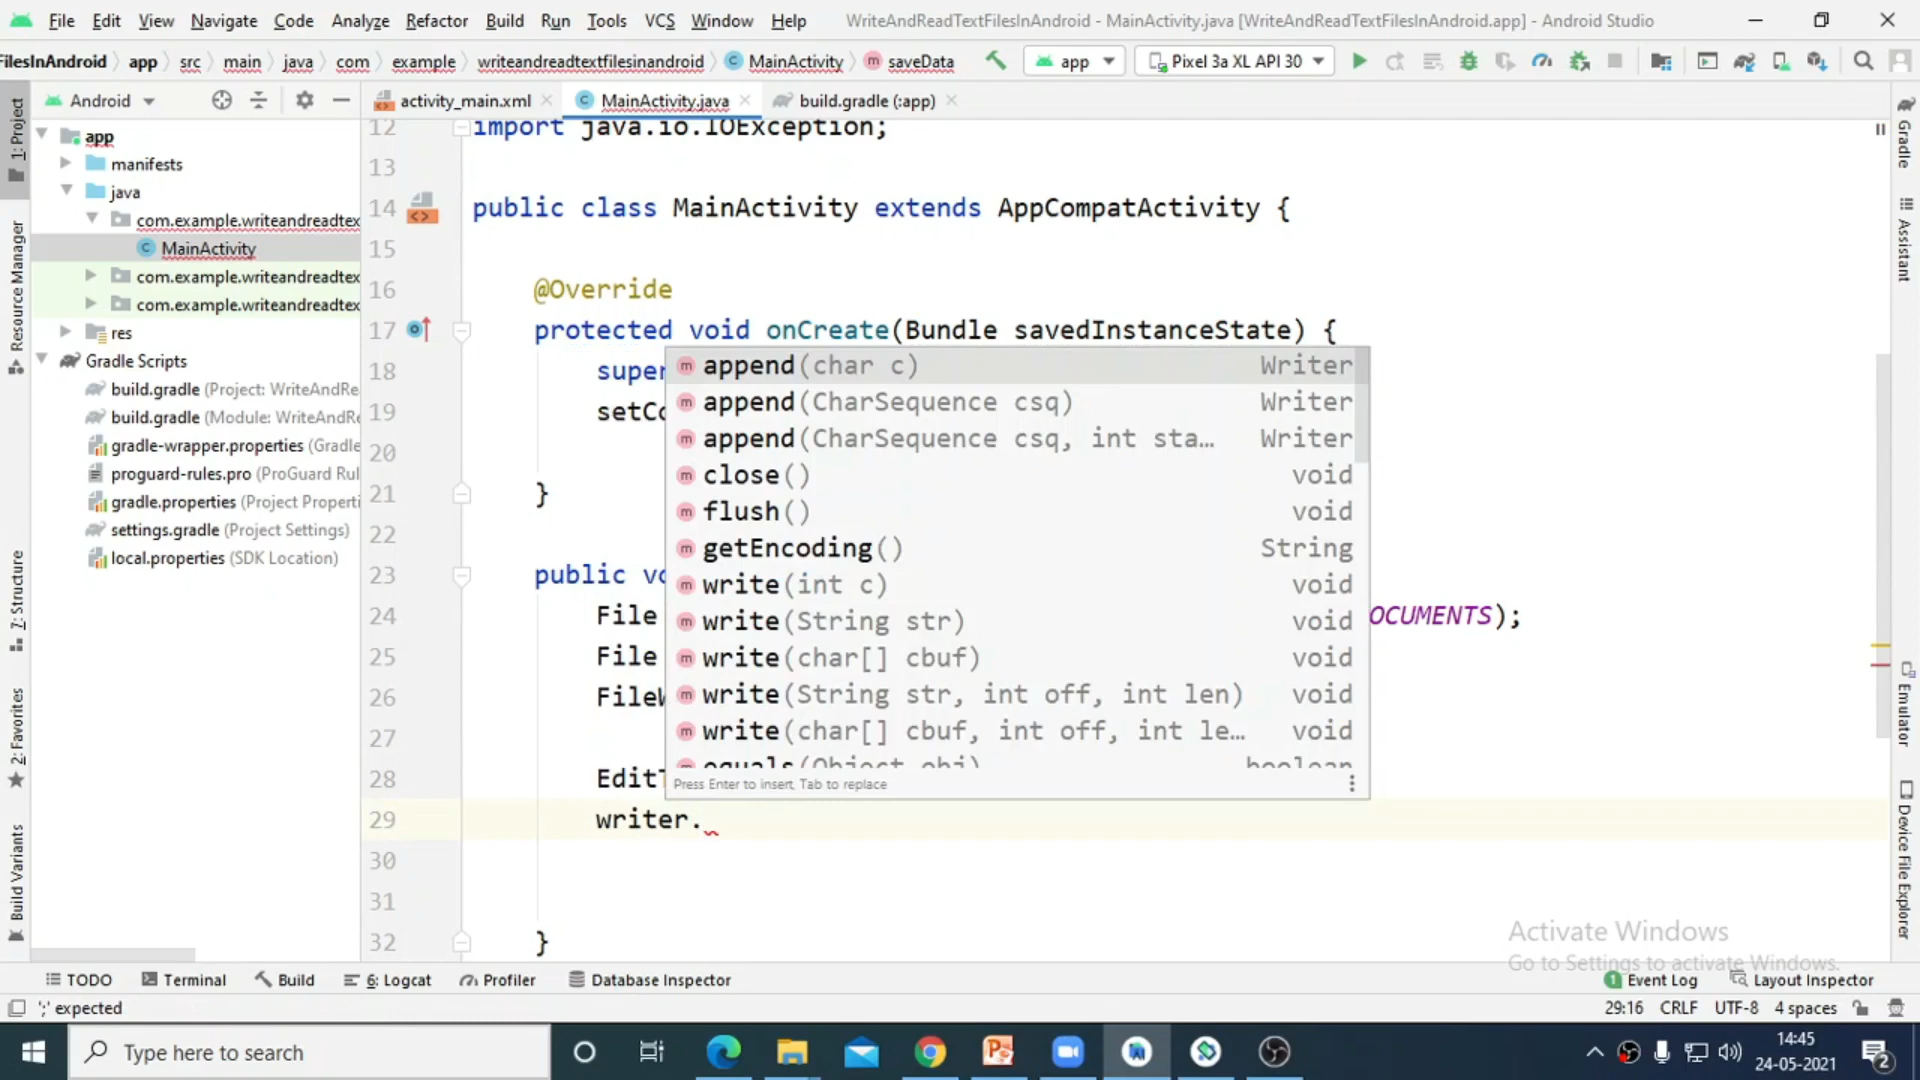 File Edit View Navigate Code Analyze Refactor Build Run Tools VCS Window Help WriteAndReadTextFilesInAndroid - MainActivity.java [WriteAndReadTextFilesInAndroid.app] - Android Studio
FilesInAndroid app src main java com example writeandreadtextfilesinandroid MainActivity saveData app Pixel 3a XL API 30
Android activity_main.xml MainActivity.java build.gradle (:app)
1: Project
Resource Manager
7: Structure
2: Favorites
Build Variants
app
manifests
java
com.example.writeandreadtex
MainActivity
com.example.writeandreadtex
com.example.writeandreadtex
res
Gradle Scripts
build.gradle (Project: WriteAndRe
build.gradle (Module: WriteAndRe
gradle-wrapper.properties (Gradle
proguard-rules.pro (ProGuard Rul
gradle.properties (Project Properti
settings.gradle (Project Settings)
local.properties (SDK Location)
12 import java.io.IOException;
13
14 public class MainActivity extends AppCompatActivity {
15
16 @Override
17 protected void onCreate(Bundle savedInstanceState) {
18 super
19 setCo
20
21 }
22
23 public vo
24 File OCUMENTS);
25 File
26 FileW
27
28 EditT
29 writer.
30
31
32 }
append(char c) Writer
append(CharSequence csq) Writer
append(CharSequence csq, int sta… Writer
close() void
flush() void
getEncoding() String
write(int c) void
write(String str) void
write(char[] cbuf) void
write(String str, int off, int len) void
write(char[] cbuf, int off, int le… void
equals(Object obj) boolean
Press Enter to insert, Tab to replace
Gradle
Assistant
Emulator
Device File Explorer
Activate Windows
Go to Settings to activate Windows.
TODO Terminal Build 6: Logcat Profiler Database Inspector 1 Event Log Layout Inspector
';' expected 29:16 CRLF UTF-8 4 spaces
Type here to search
14:45
24-05-2021
2